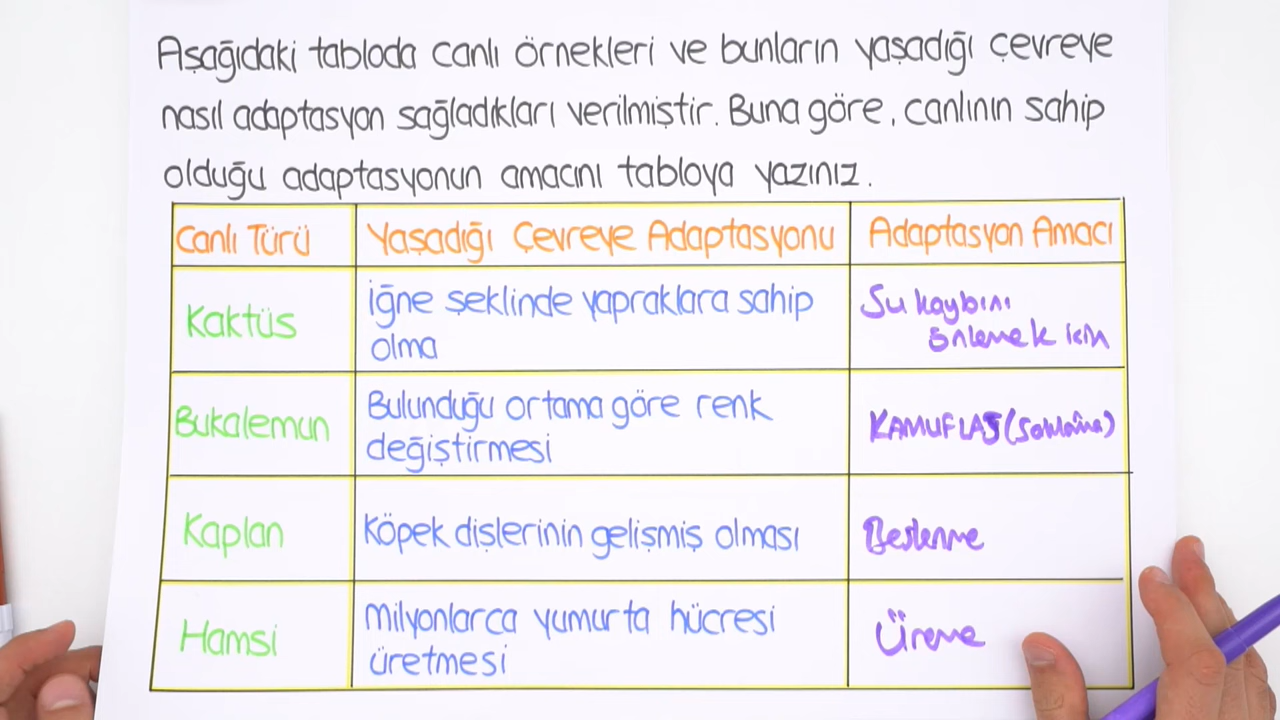 Aşağıdaki tabloda canlı örnekleri ve bunların yaşadığı çevreye
nasıl adaptasyon sağladıkları verilmiştir. Buna göre, canlının sahip
olduğu adaptasyonun amacını tabloya yazınız.
Canlı Türü Yaşadığı Çevreye Adaptasyonu Adaptasyon Amacı
Kaktüs
iğne şeklinde yapraklara sahip
olma
Su kaybını
önlemek için
Bukalemun
Bulunduğu ortama göre renk
değiştirmesi
KAMUFLAJ (Saklanma)
Kaplan
Köpek dişlerinin gelişmiş olması
Beslenme
Hamsi
Milyonlarca yumurta hücresi
üretmesi
Üreme